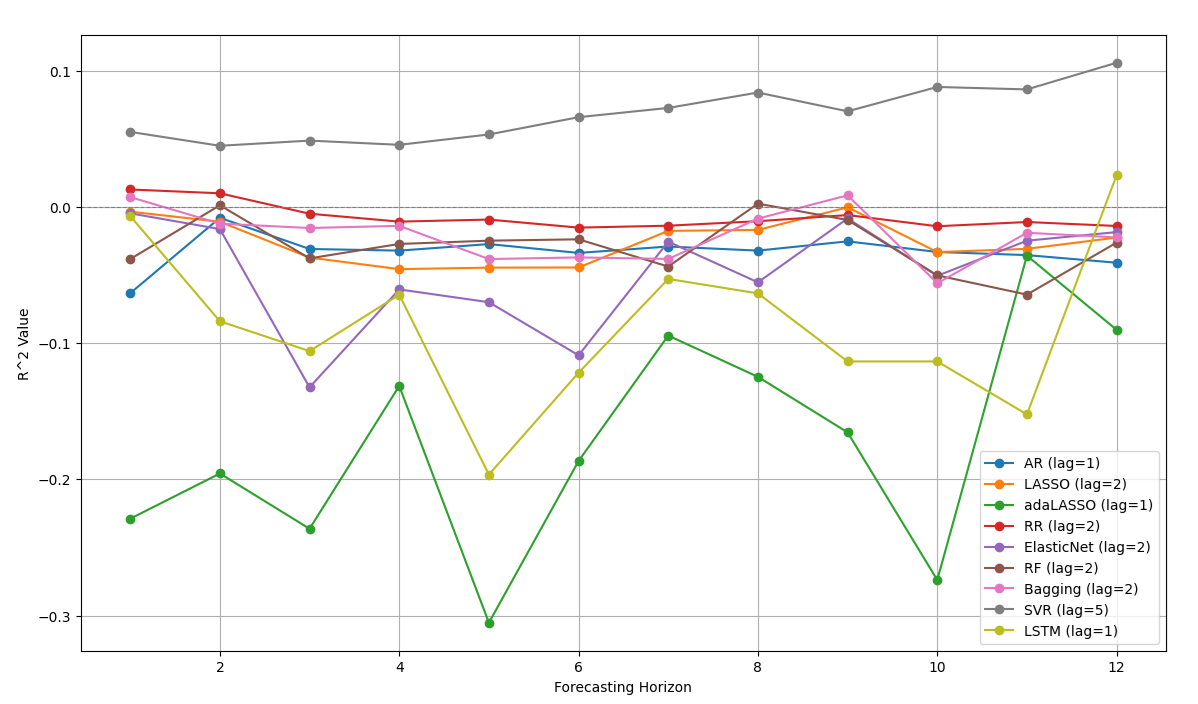 0.1
0.0
−0.1
−0.2
−0.3
R^2 Value
2
4
6
8
10
12
Forecasting Horizon
AR (lag=1)
LASSO (lag=2)
adaLASSO (lag=1)
RR (lag=2)
ElasticNet (lag=2)
RF (lag=2)
Bagging (lag=2)
SVR (lag=5)
LSTM (lag=1)